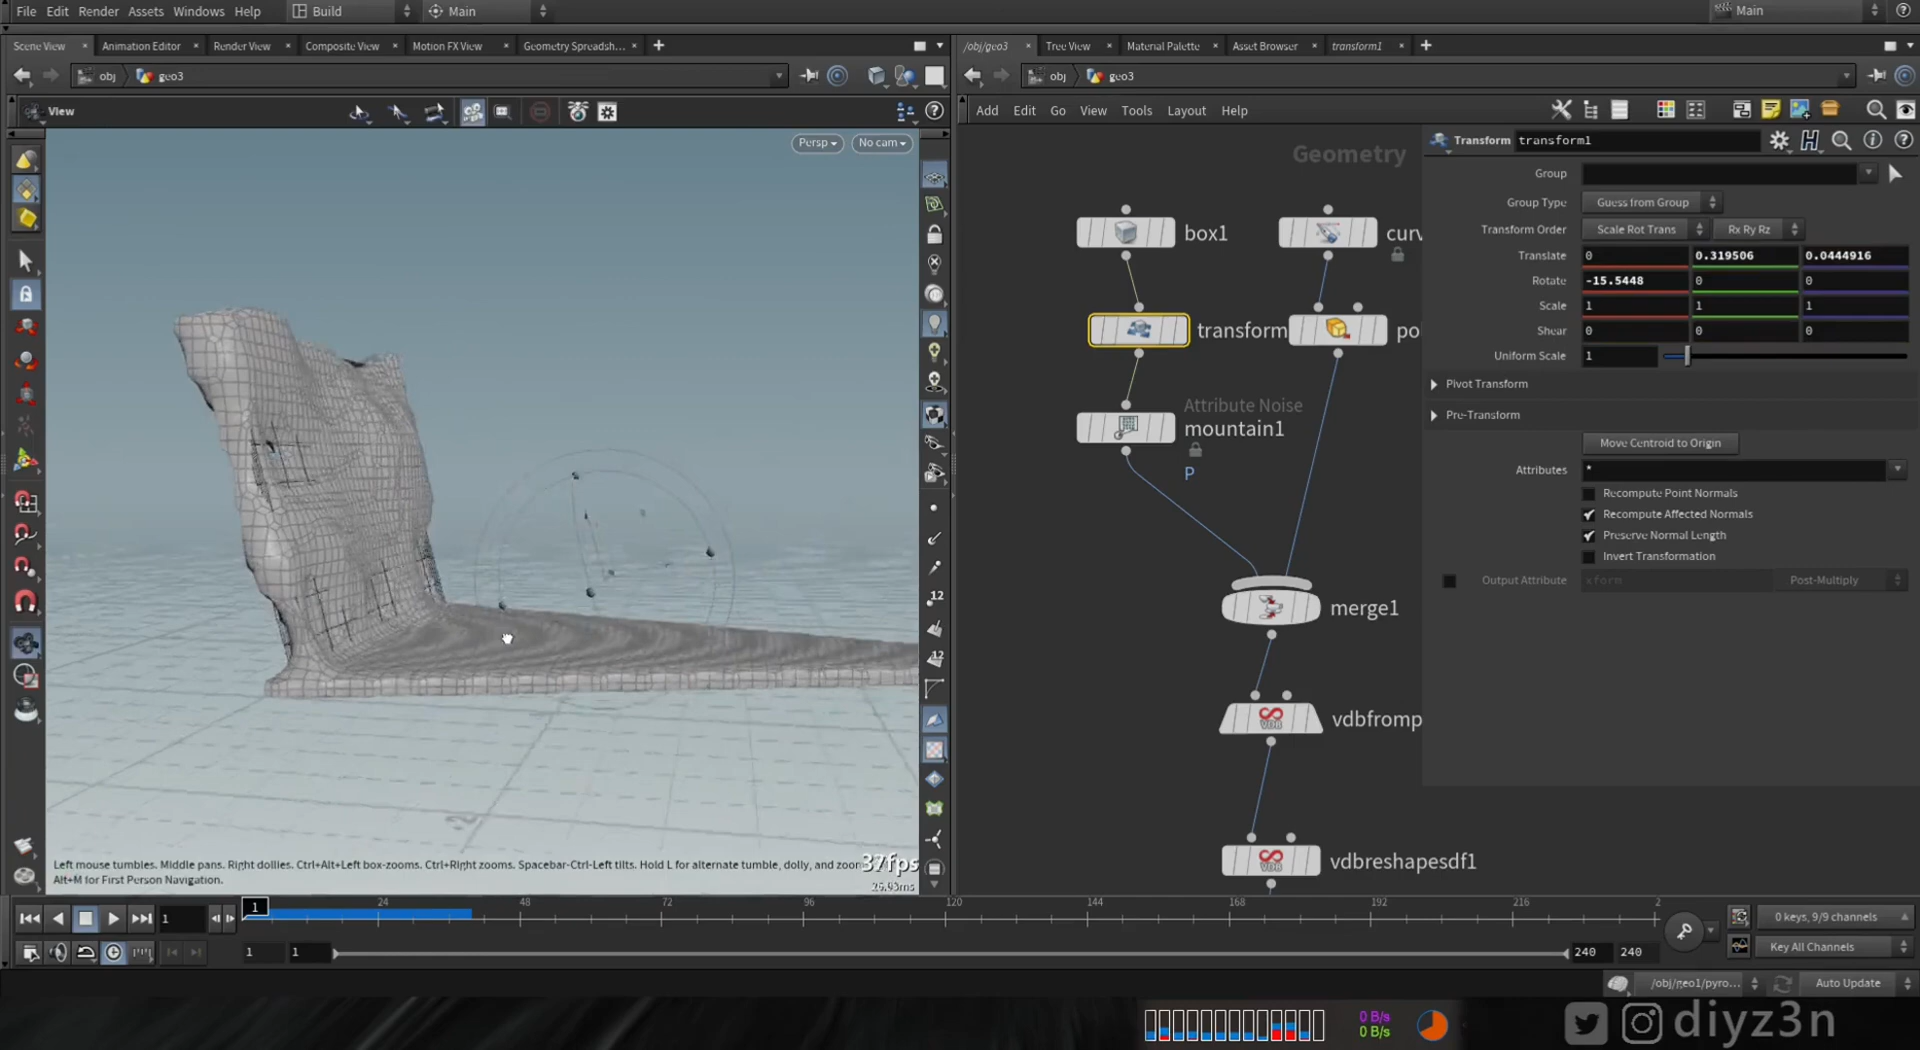 File Edit Render Assets Windows Help Build Main Main
Scene View Animation Editor Render View Composite View Motion FX View Geometry Spreadsh...
/obj/geo3 Tree View Material Palette Asset Browser transform1
obj geo3
obj geo3
View
Add Edit Go View Tools Layout Help
Persp No cam
Geometry
Transform transform1
Group
Group Type Guess from Group
Transform Order Scale Rot Trans Rx Ry Rz
Translate 0 0.319506 0.0444916
Rotate -15.5448 0 0
Scale 1 1 1
Shear 0 0 0
Uniform Scale 1
Pivot Transform
Pre-Transform
Move Centroid to Origin
Attributes *
Recompute Point Normals
Recompute Affected Normals
Preserve Normal Length
Invert Transformation
Output Attribute xform Post-Multiply
box1
curv
transform
po
Attribute Noise
mountain1
P
merge1
vdbfromp
vdbreshapesdf1
12
12
Left mouse tumbles. Middle pans. Right dollies. Ctrl+Alt+Left box-zooms. Ctrl+Right zooms. Spacebar-Ctrl-Left tilts. Hold L for alternate tumble, dolly, and zoo
Alt+M for First Person Navigation.
37fps
1 1 24 48 72 96 120 144 168 192 216 2
0 keys, 9/9 channels
1 1 240 240
Key All Channels
/obj/geo1/pyro... Auto Update
0 B/s
0 B/s
diyz3n